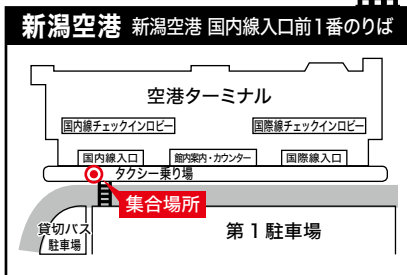 新潟空港 新潟空港 国内線入口前1番のりば
空港ターミナル
国内線チェックインロビー 国際線チェックインロビー
国内線入口 館内案内・カウンター 国際線入口
タクシー乗り場
集合場所
貸切バス
駐車場
第1駐車場